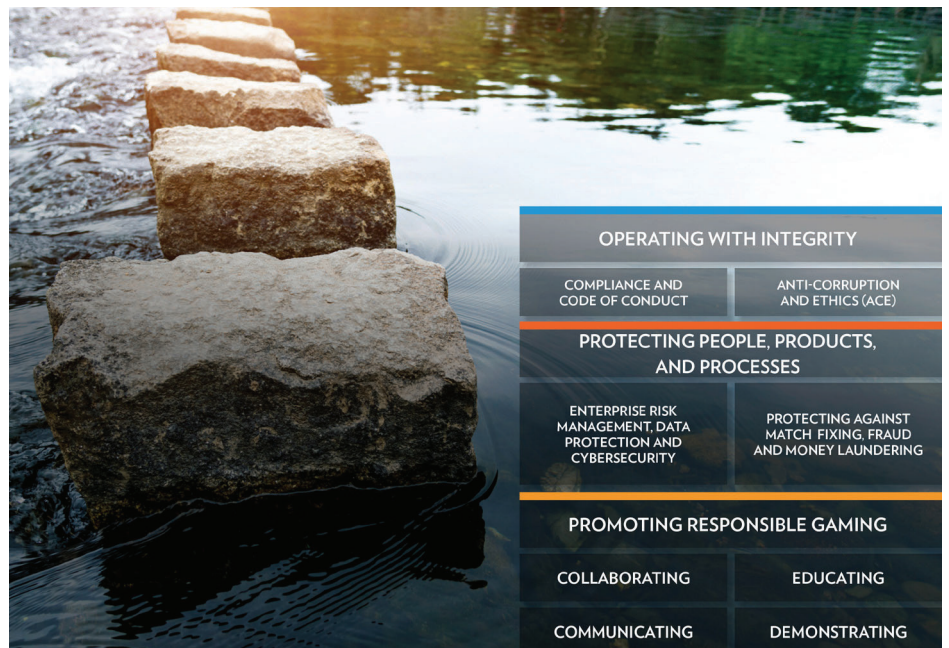 OPERATING WITH INTEGRITY
COMPLIANCE AND
CODE OF CONDUCT
ANTI-CORRUPTION
AND ETHICS (ACE)
PROTECTING PEOPLE, PRODUCTS,
AND PROCESSES
ENTERPRISE RISK
MANAGEMENT, DATA
PROTECTION AND
CYBERSECURITY
PROTECTING AGAINST
MATCH FIXING, FRAUD
AND MONEY LAUNDERING
PROMOTING RESPONSIBLE GAMING
COLLABORATING
EDUCATING
COMMUNICATING
DEMONSTRATING